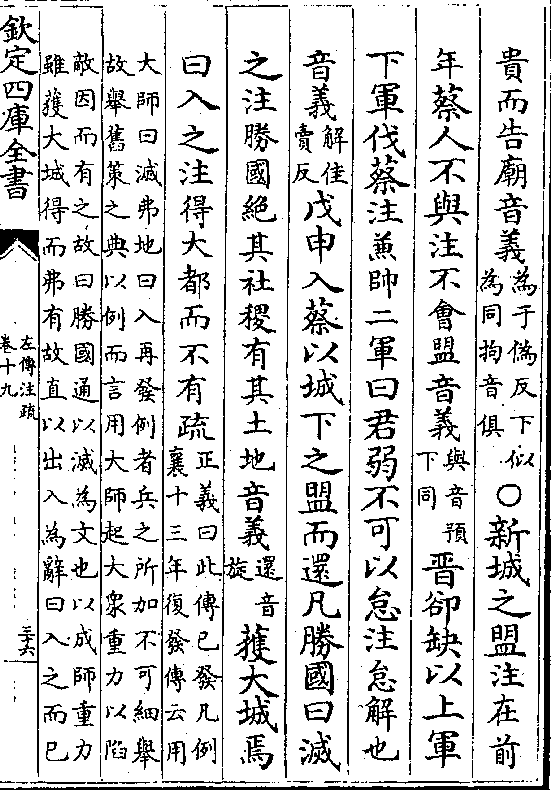 貴而告廟音義為于偽反下似為同拘音俱○新城之盟注在前
年蔡人不與注不會盟音義與音預下同晉郤缺以上軍
下軍伐蔡注兼帥二軍曰君弱不可以怠注怠解也
音義解佳賣反戊申入蔡以城下之盟而還凡勝國曰滅
之注勝國絶其社稷有其土地音義還音旋蒦大城焉
曰入之注得大都而不有疏正義曰此傳已發凡例襄十三年復發傳云用
大師曰滅弗地曰入再發例者兵之所加不可細舉
故舉舊策之典以例而言用大師起大衆重力以陷
敵因而有之故曰勝國通以滅為文也以成師重力
雖獲大城得而弗有故直以出入為辭曰入之而已
欽定四庫全書
左傳注疏
卷十九
三十六